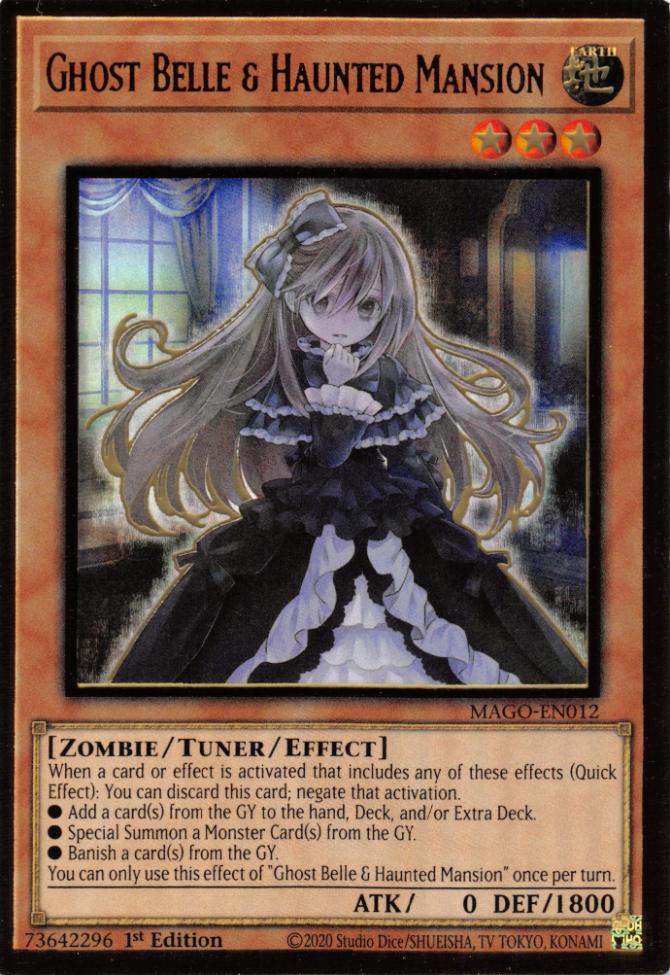 GHOST BELLE & HAUNTED MANSION
EARTH
地
MAGO-EN012
[ZOMBIE/TUNER/EFFECT]
When a card or effect is activated that includes any of these effects (Quick
Effect): You can discard this card; negate that activation.
● Add a card(s) from the GY to the hand, Deck, and/or Extra Deck.
● Special Summon a Monster Card(s) from the GY.
● Banish a card(s) from the GY.
You can only use this effect of "Ghost Belle & Haunted Mansion" once per turn.
ATK/ 0 DEF/1800
73642296 1st Edition ©2020 Studio Dice/SHUEISHA, TV TOKYO, KONAMI